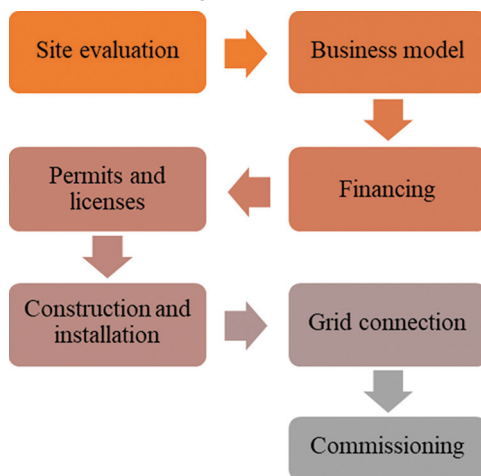 Site evaluation
Business model
Financing
Permits and
licenses
Construction and
installation
Grid connection
Commissioning